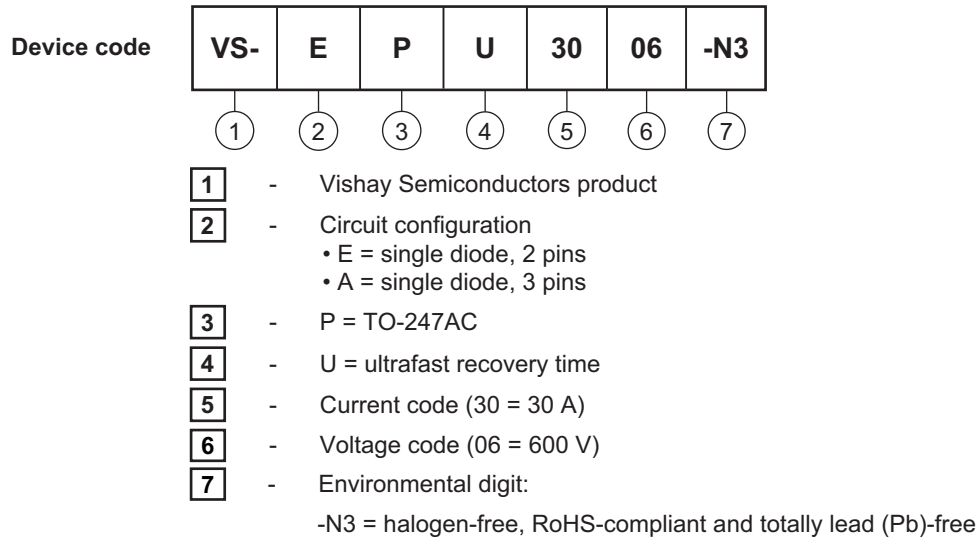 Device code VS- E P U 30 06 -N3
1 2 3 4 5 6 7
1 - Vishay Semiconductors product
2 - Circuit configuration
• E = single diode, 2 pins
• A = single diode, 3 pins
3 - P = TO-247AC
4 - U = ultrafast recovery time
5 - Current code (30 = 30 A)
6 - Voltage code (06 = 600 V)
7 - Environmental digit:
-N3 = halogen-free, RoHS-compliant and totally lead (Pb)-free